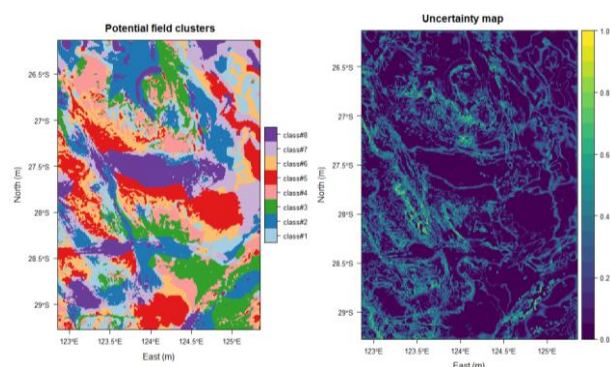 Potential field clusters
26.5°S
27°S
27.5°S
28°S
28.5°S
29°S
North (m)
123°E 123.5°E 124°E 124.5°E 125°E
East (m)
class#8
class#7
class#6
class#5
class#4
class#3
class#2
class#1
Uncertainty map
26.5°S
27°S
27.5°S
28°S
28.5°S
29°S
North (m)
123°E 123.5°E 124°E 124.5°E 125°E
East (m)
1.0
0.8
0.6
0.4
0.2
0.0